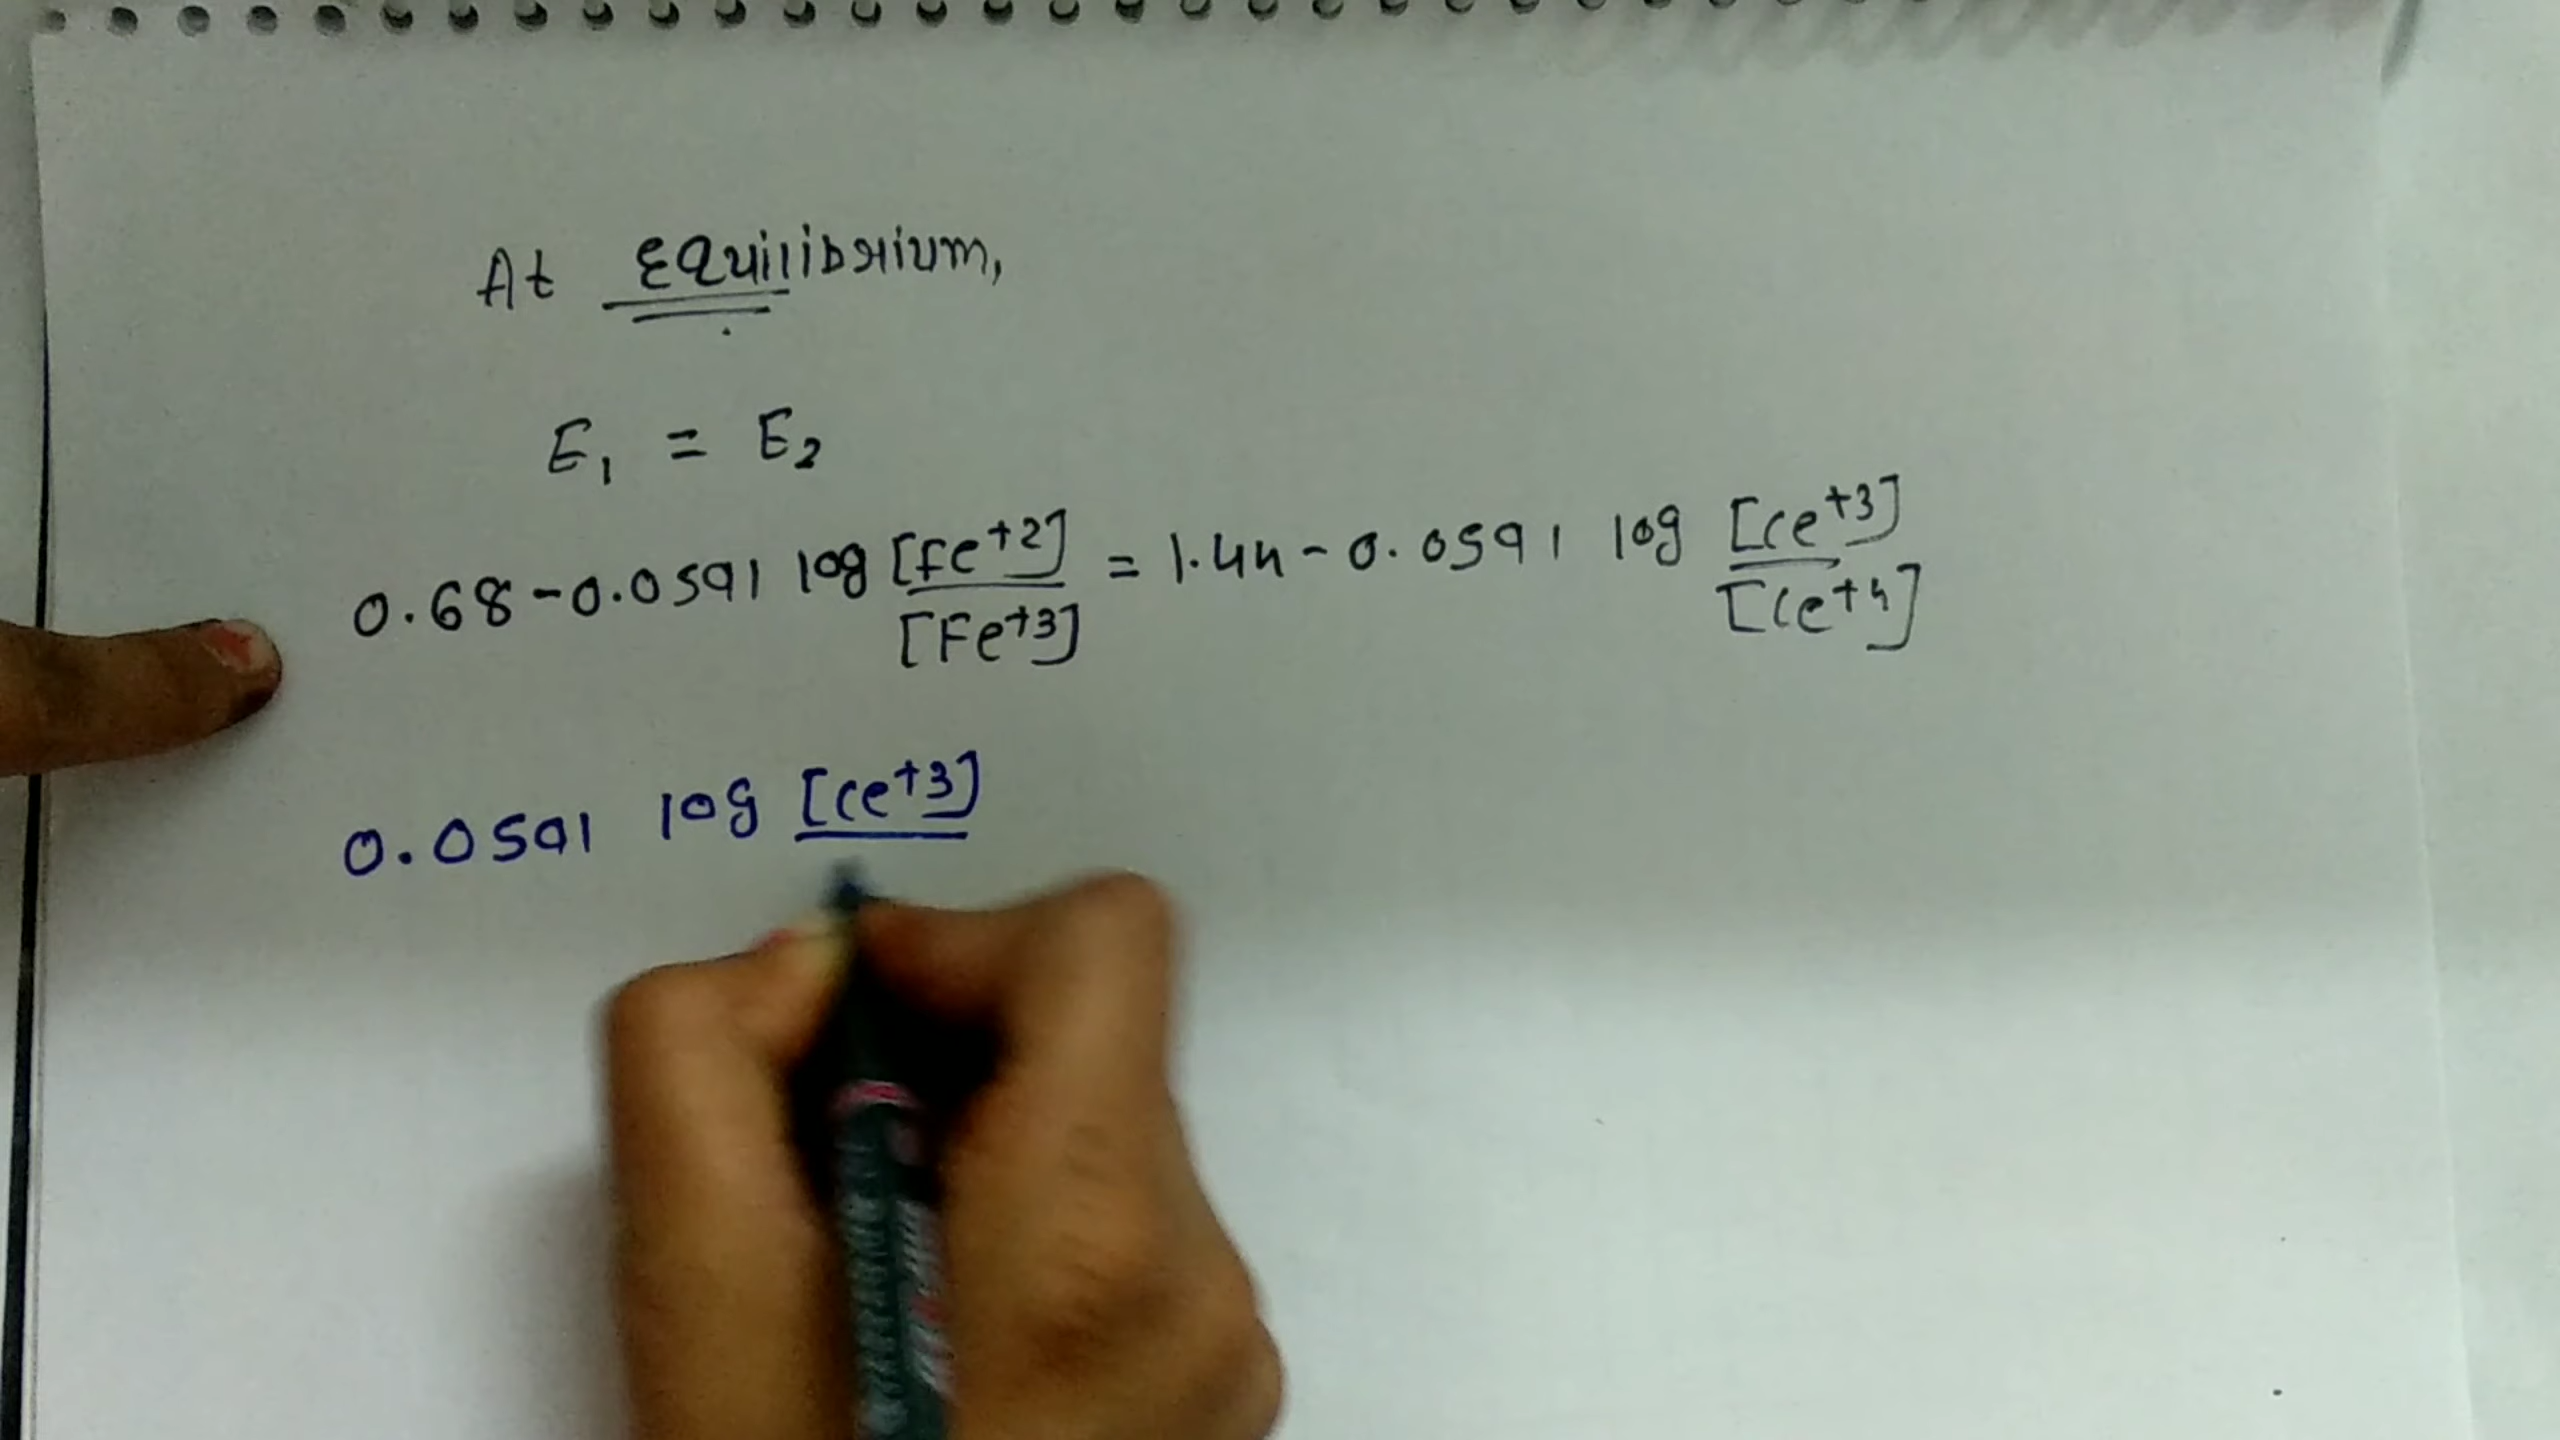 At Equilibrium,
E₁ = E₂
0.68 - 0.0591 log [Fe⁺²] / [Fe⁺³] = 1.44 - 0.0591 log [Ce⁺³] / [Ce⁺⁴]
0.0591 log [Ce⁺³]